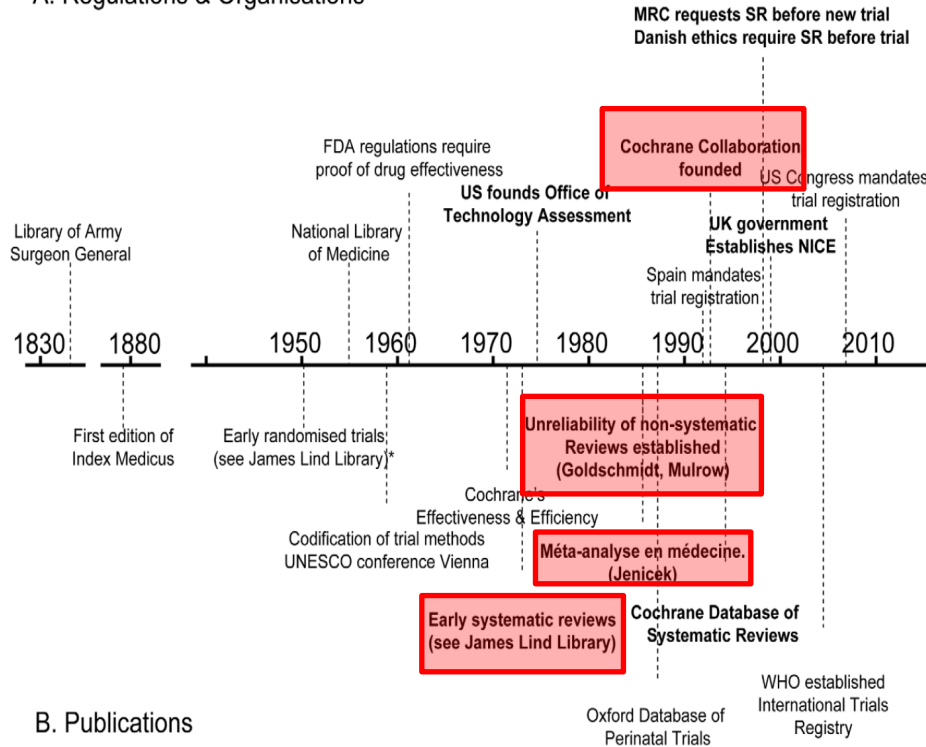 A. Regulations & Organisations
MRC requests SR before new trial
Danish ethics require SR before trial
FDA regulations require
proof of drug effectiveness
Cochrane Collaboration
founded
US founds Office of
Technology Assessment
US Congress mandates
trial registration
Library of Army
Surgeon General
National Library
of Medicine
UK government
Establishes NICE
Spain mandates
trial registration
1830 1880 1950 1960 1970 1980 1990 2000 2010
First edition of
Index Medicus
Early randomised trials
(see James Lind Library)*
Unreliability of non-systematic
Reviews established
(Goldschmidt, Mulrow)
Cochrane's
Effectiveness & Efficiency
Codification of trial methods
UNESCO conference Vienna
Méta-analyse en médecine.
(Jenicek)
Early systematic reviews
(see James Lind Library)
Cochrane Database of
Systematic Reviews
WHO established
International Trials
Registry
Oxford Database of
Perinatal Trials
B. Publications